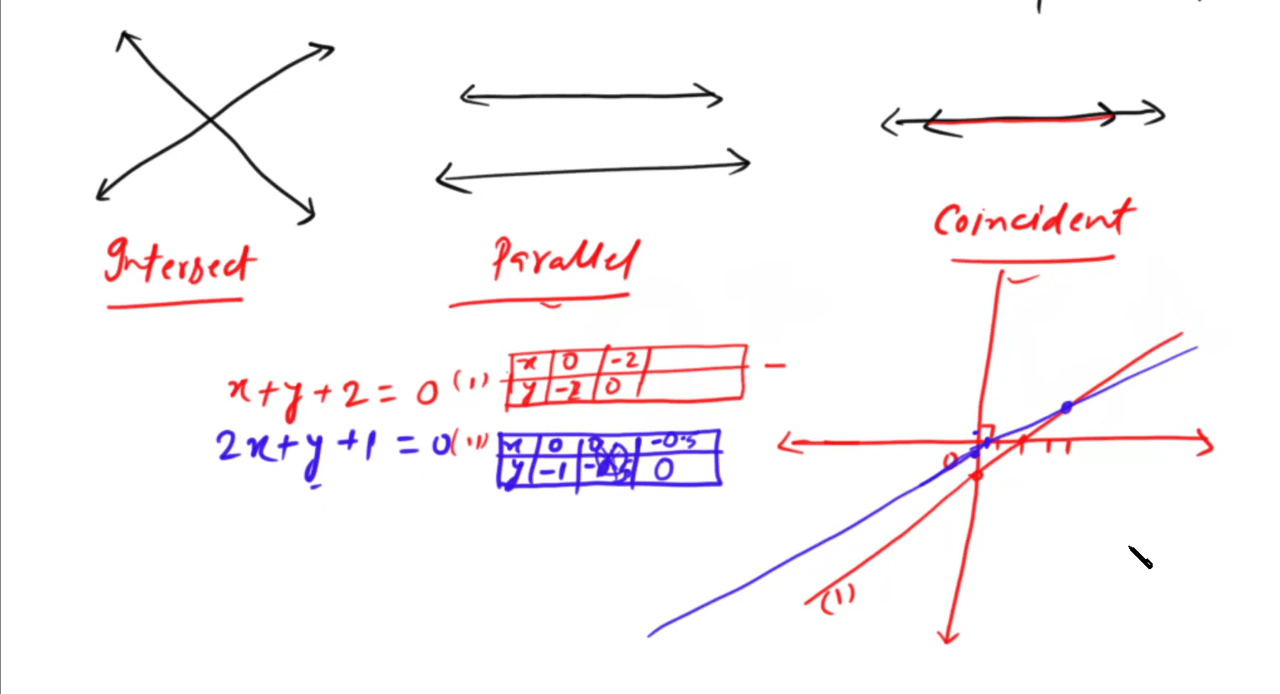 Intersect
Parallel
Coincident
x+y+2=0 (1)
x 0 -2
y -2 0
2x+y+1=0 (11)
x 0 -0.5
y -1 0
0
(1)